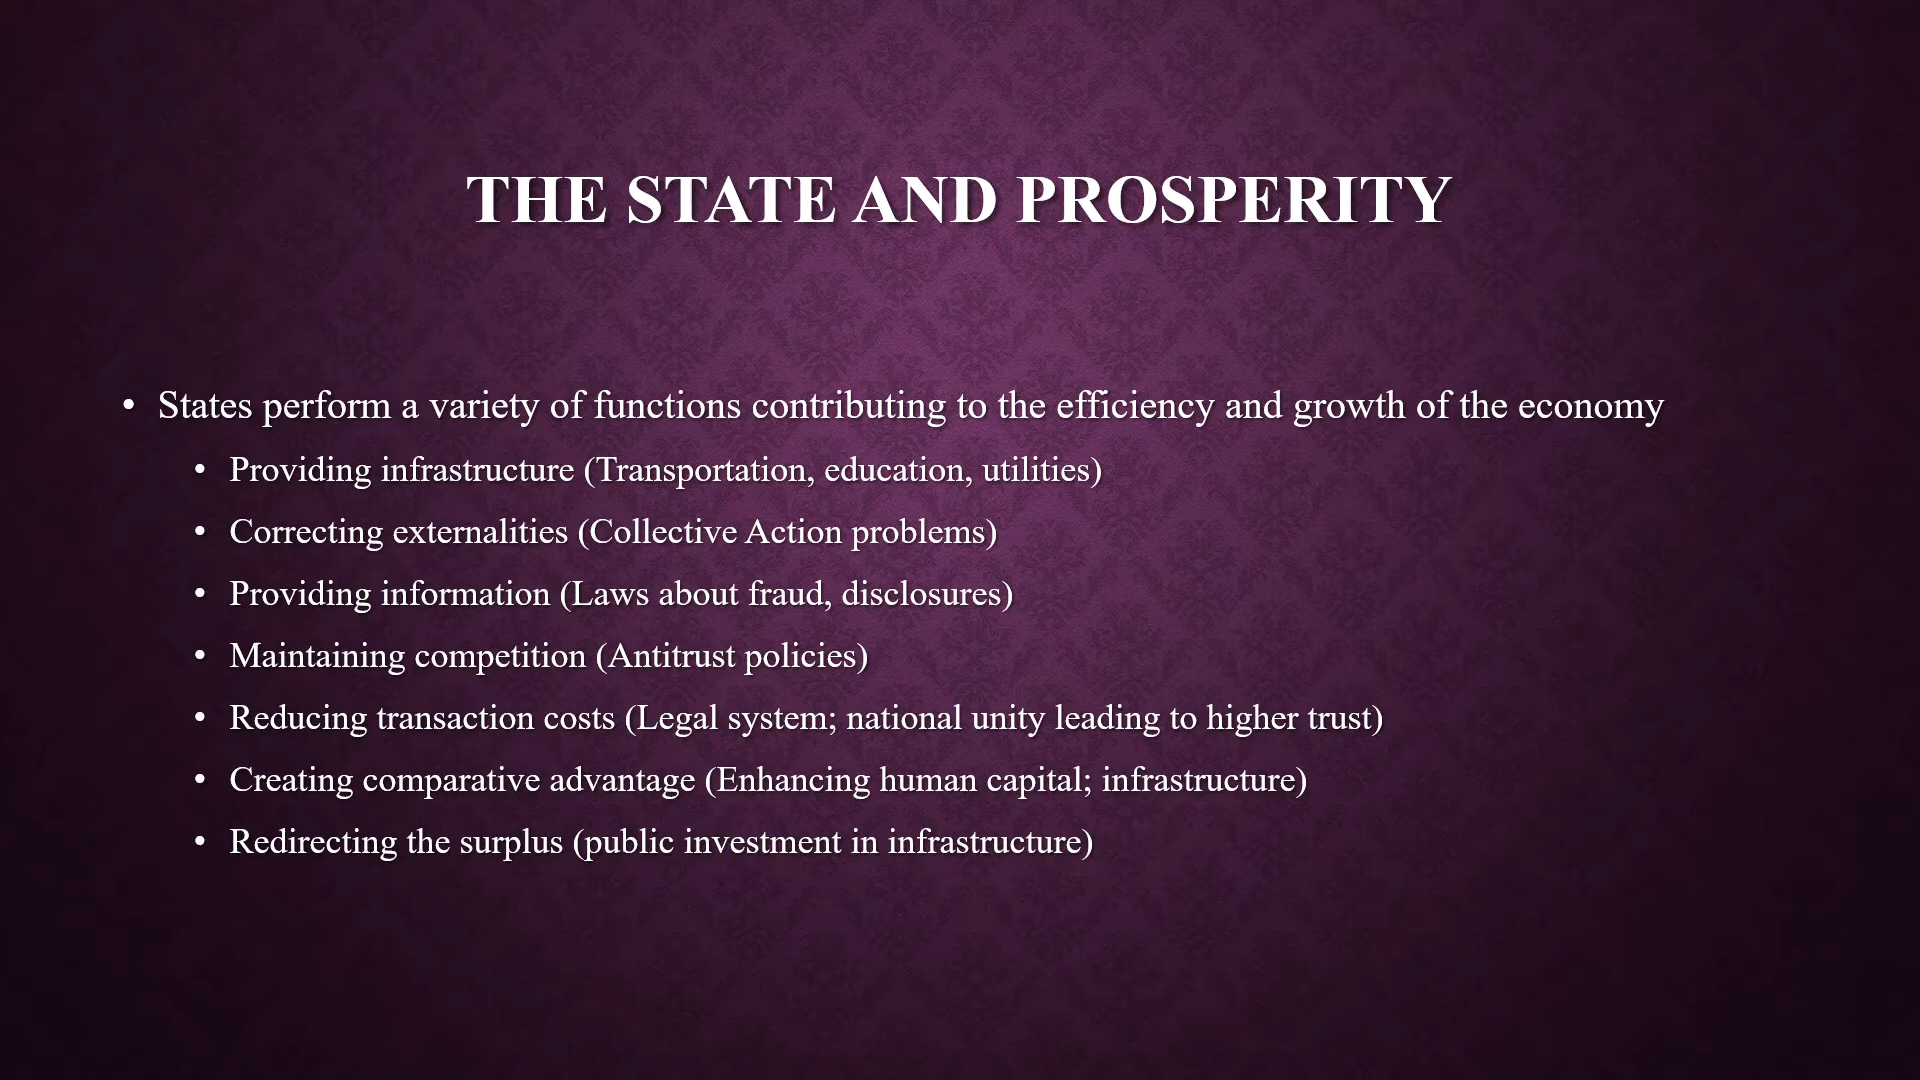 THE STATE AND PROSPERITY
• States perform a variety of functions contributing to the efficiency and growth of the economy
• Providing infrastructure (Transportation, education, utilities)
• Correcting externalities (Collective Action problems)
• Providing information (Laws about fraud, disclosures)
• Maintaining competition (Antitrust policies)
• Reducing transaction costs (Legal system; national unity leading to higher trust)
• Creating comparative advantage (Enhancing human capital; infrastructure)
• Redirecting the surplus (public investment in infrastructure)